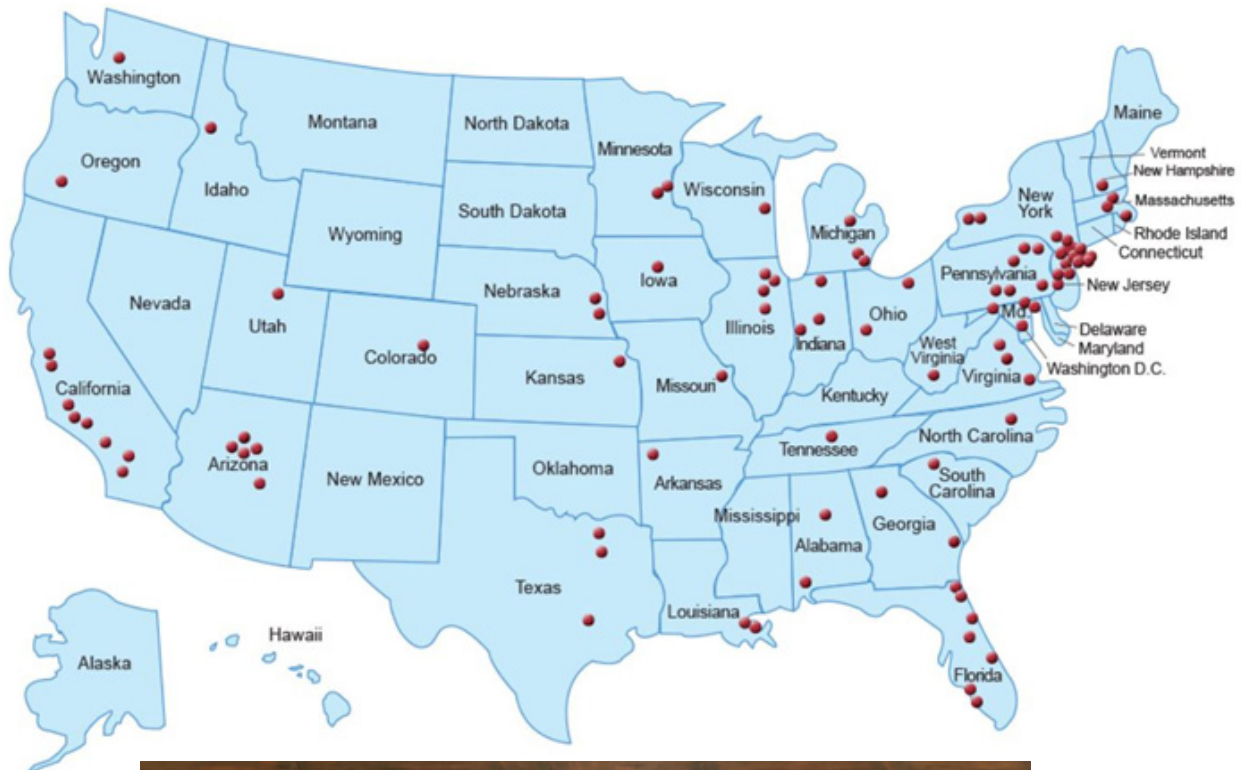 Washington
Montana
North Dakota
Minnesota
Maine
Oregon
Idaho
Wisconsin
Vermont
New Hampshire
New
York
Massachusetts
South Dakota
Wyoming
Michigan
Rhode Island
Connecticut
Iowa
Pennsylvania
Nebraska
New Jersey
Nevada
Utah
Illinois
Indiana
Ohio
Md.
Delaware
Maryland
Washington D.C.
Colorado
Kansas
Missouri
West
Virginia
Virginia
California
Kentucky
North Carolina
Tennessee
Arizona
New Mexico
Oklahoma
Arkansas
South
Carolina
Mississippi
Alabama
Georgia
Texas
Louisiana
Hawaii
Alaska
Florida